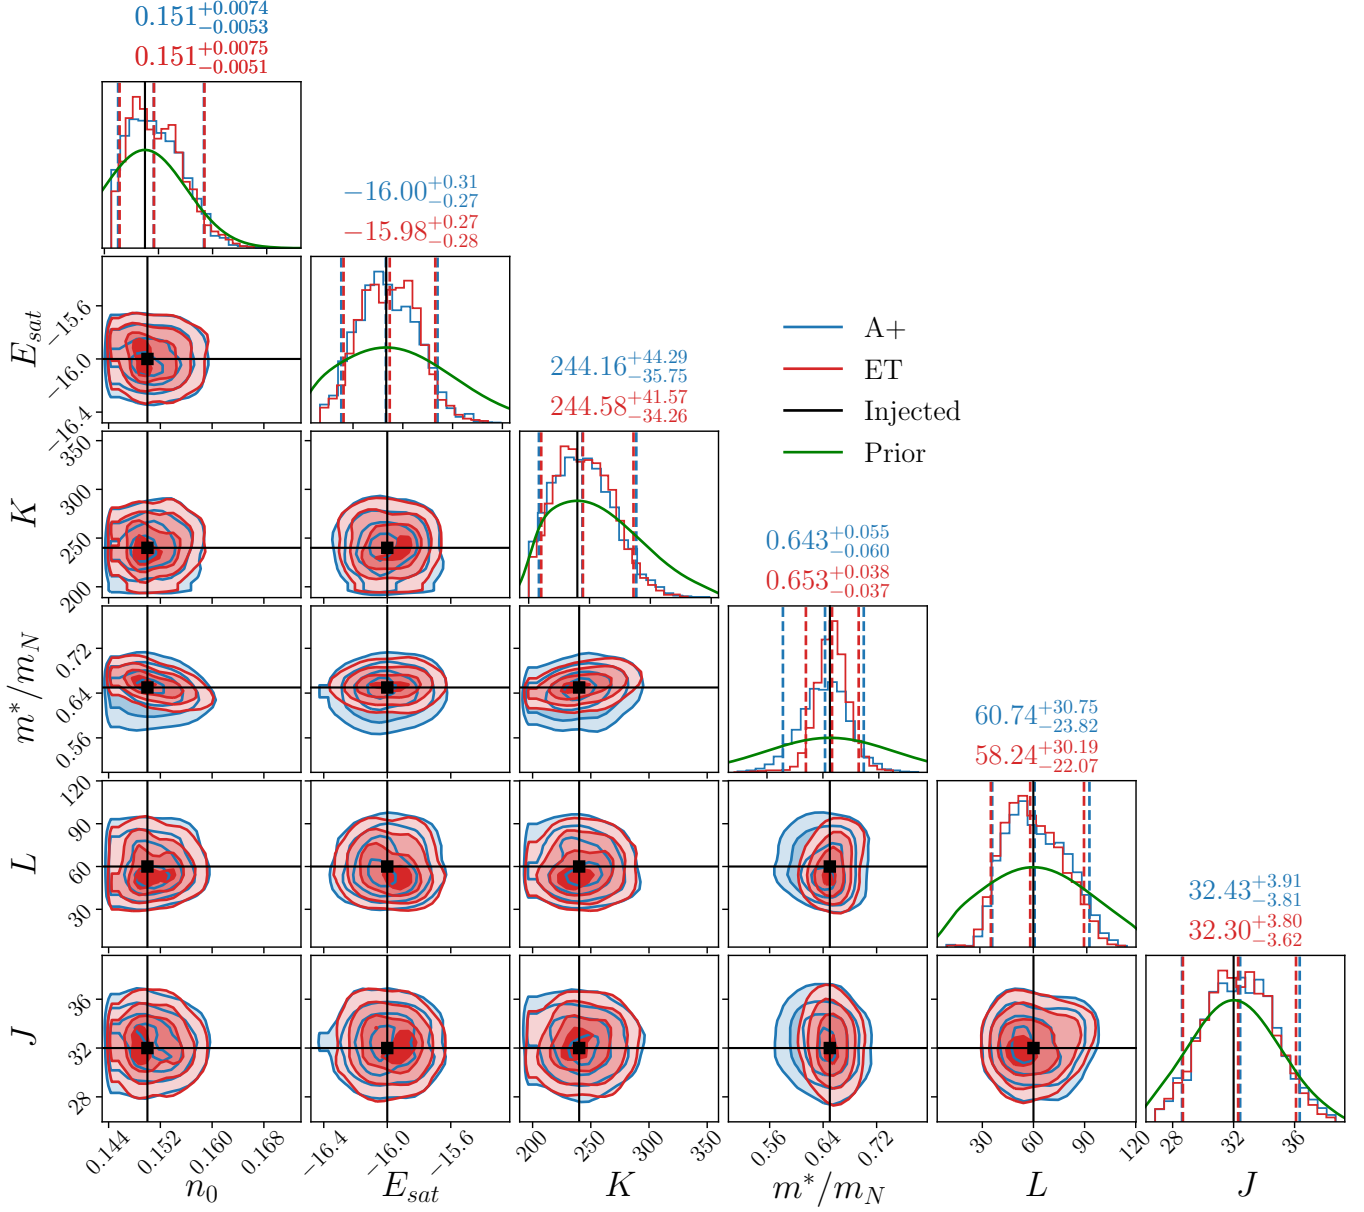 0.151+0.0074−0.0053
0.151+0.0075−0.0051
−16.00+0.31−0.27
−15.98+0.27−0.28
244.16+44.29−35.75
244.58+41.57−34.26
0.643+0.055−0.060
0.653+0.038−0.037
60.74+30.75−23.82
58.24+30.19−22.07
32.43+3.91−3.81
32.30+3.80−3.62
A+
ET
Injected
Prior
E_sat
−15.6
−16.0
−16.4
K
350
300
250
200
m*/m_N
0.72
0.64
0.56
L
120
90
60
30
J
36
32
28
0.144 0.152 0.160 0.168
−16.4 −16.0 −15.6
200 250 300 350
0.56 0.64 0.72
30 60 90 120
28 32 36
n_0 E_sat K m*/m_N L J